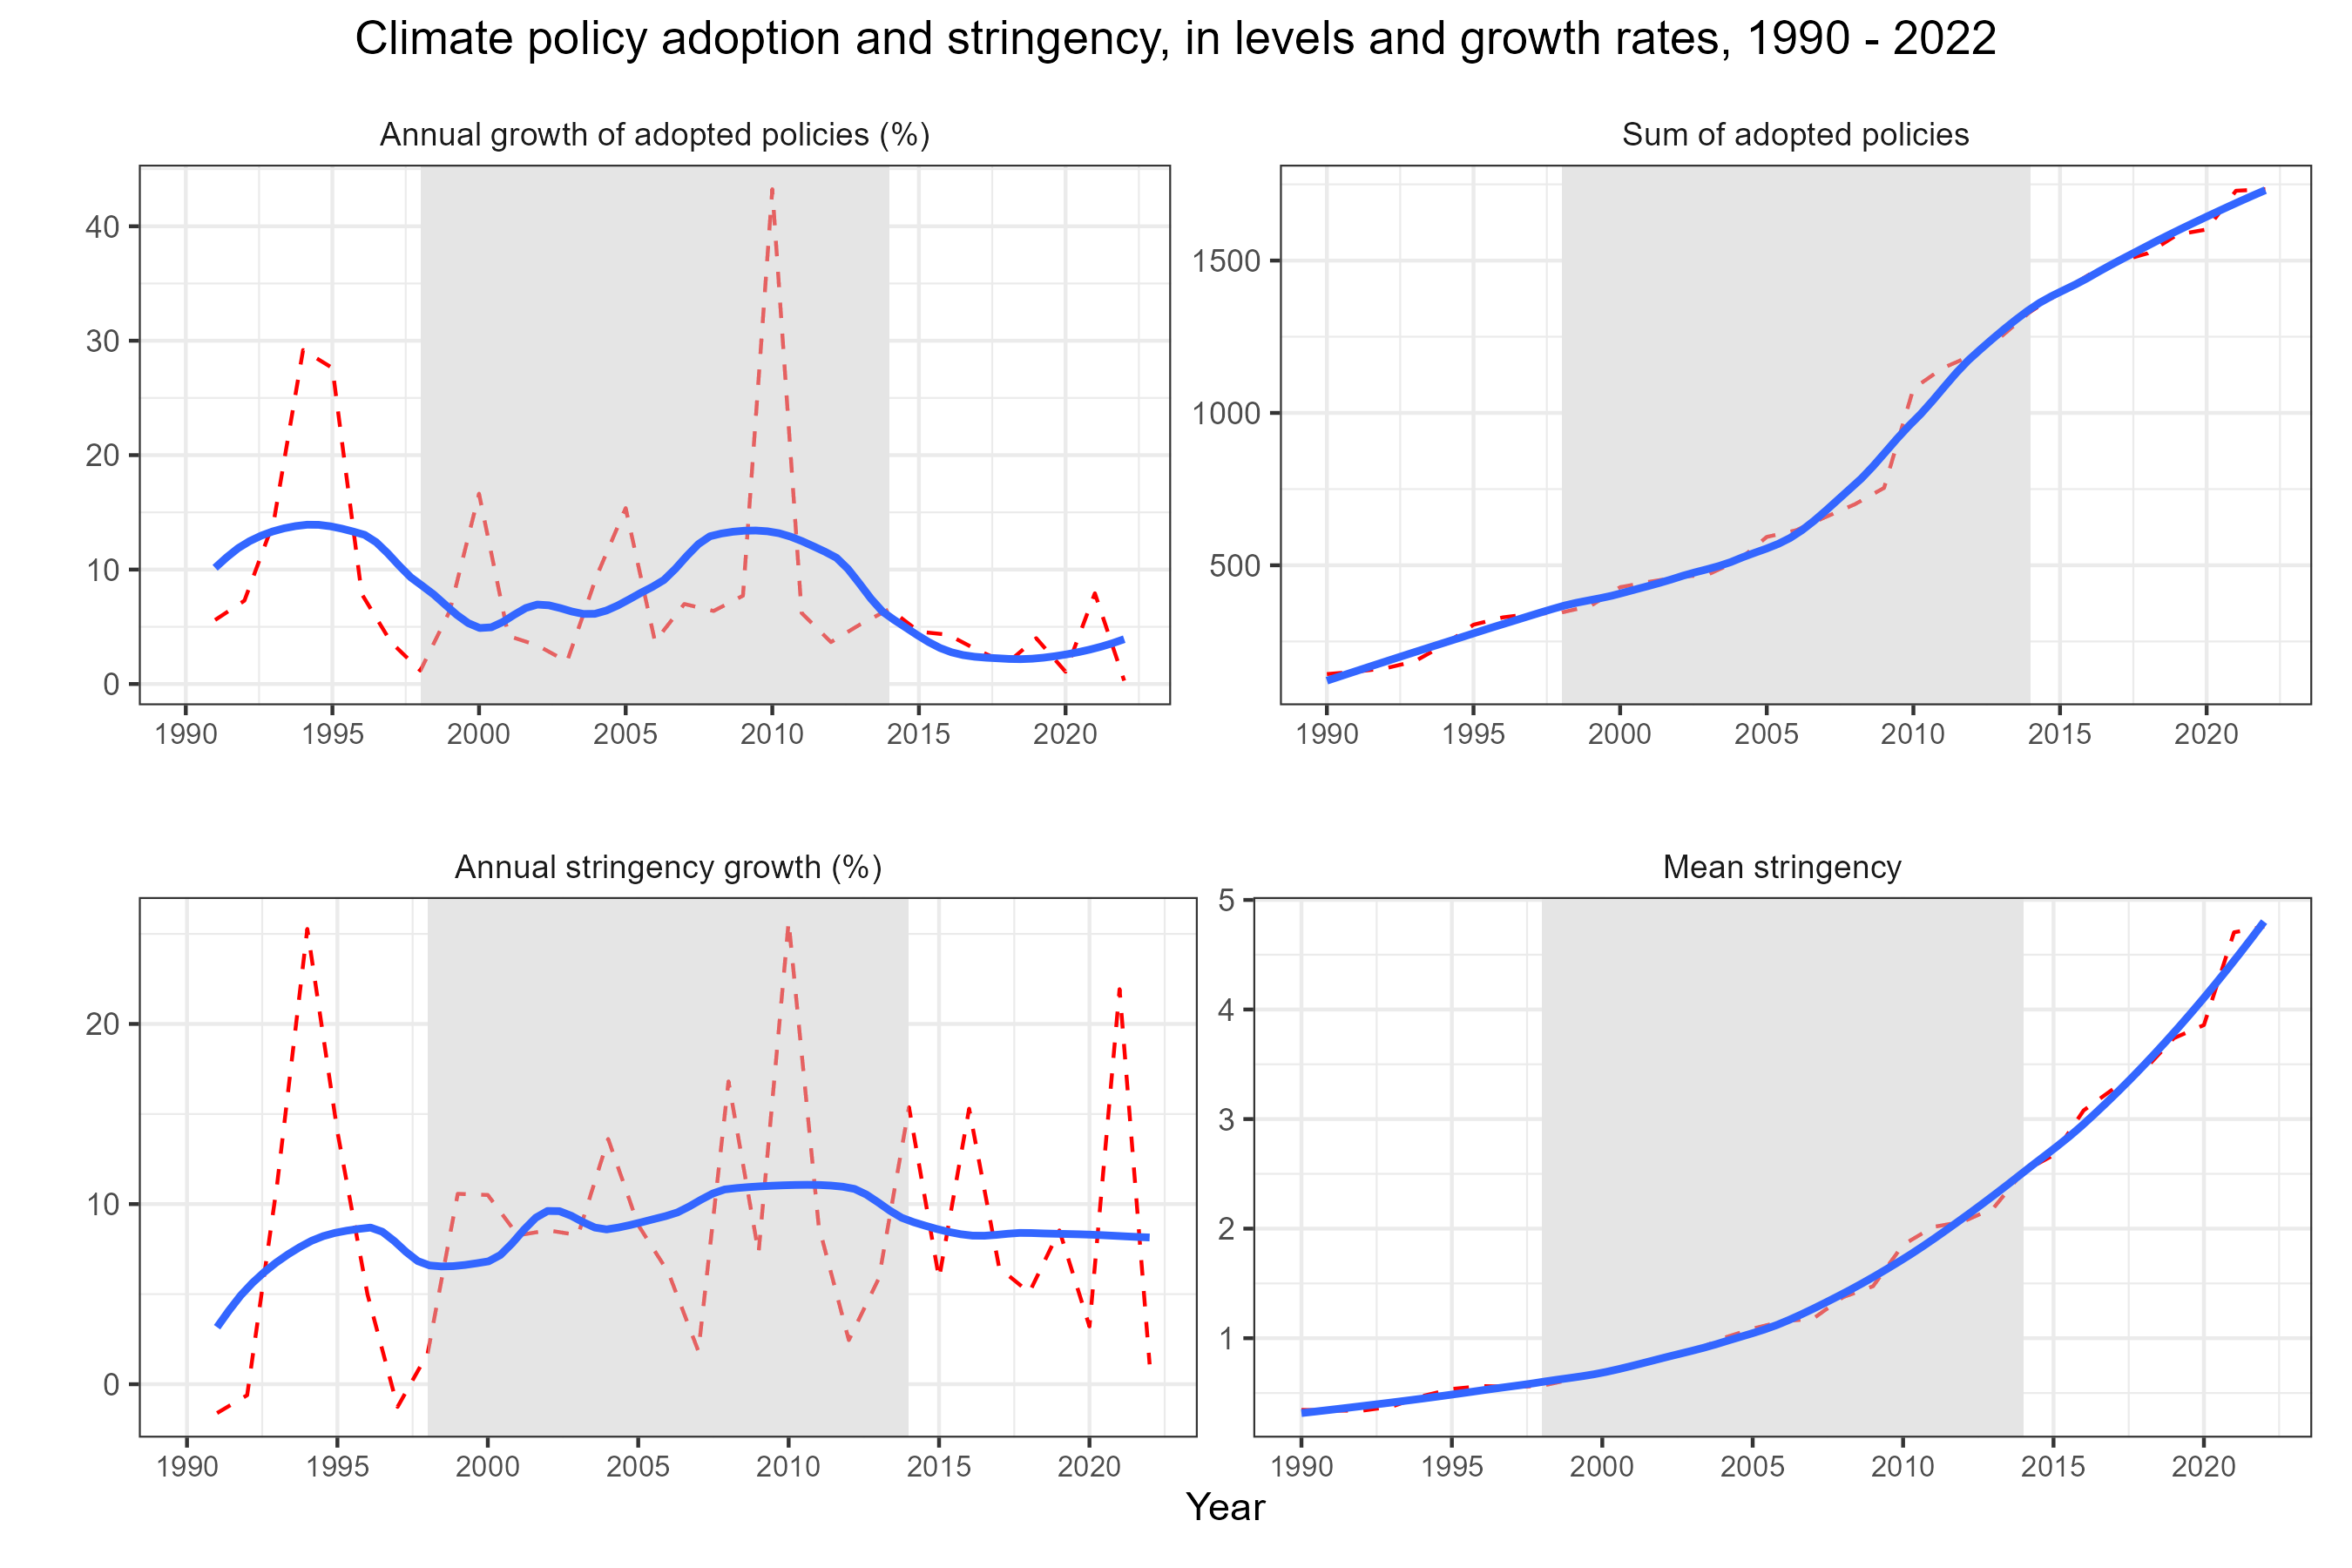 Climate policy adoption and stringency, in levels and growth rates, 1990 - 2022
Annual growth of adopted policies (%)
40
30
20
10
0
1990 1995 2000 2005 2010 2015 2020
Sum of adopted policies
1500
1000
500
1990 1995 2000 2005 2010 2015 2020
Annual stringency growth (%)
20
10
0
1990 1995 2000 2005 2010 2015 2020
Mean stringency
5
4
3
2
1
1990 1995 2000 2005 2010 2015 2020
Year